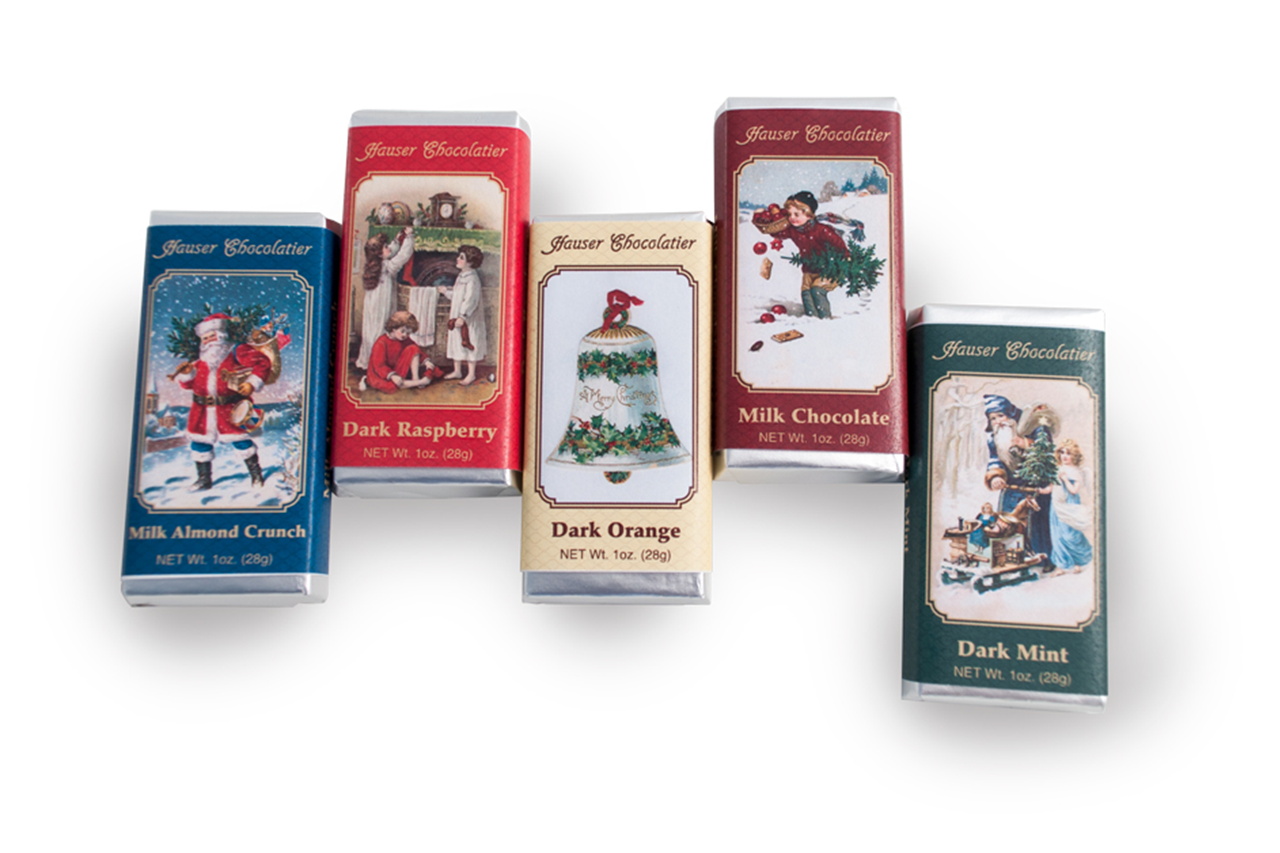 Hauser Chocolatier
Milk Almond Crunch
NET Wt. 1oz. (28g)
Hauser Chocolatier
Dark Raspberry
NET Wt. 1oz. (28g)
Hauser Chocolatier
A Merry Christmas
Dark Orange
NET Wt. 1oz. (28g)
Hauser Chocolatier
Milk Chocolate
NET Wt. 1oz. (28g)
Hauser Chocolatier
Dark Mint
NET Wt. 1oz. (28g)